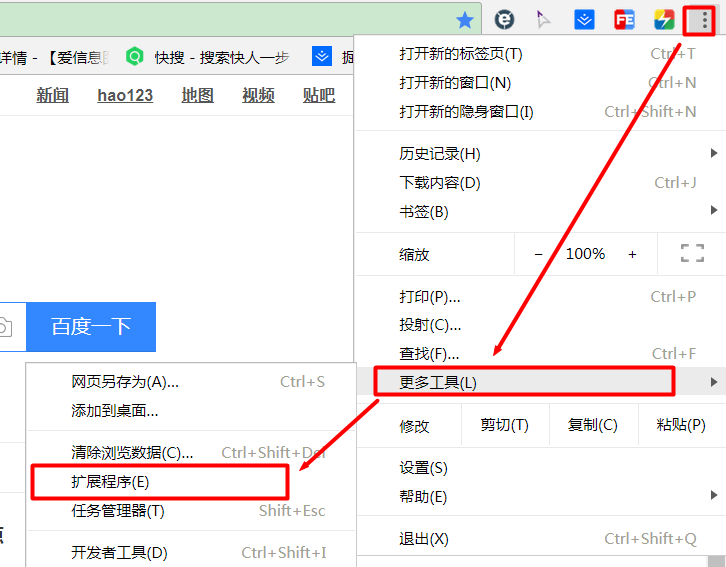 详情 - 【爱信息
快搜 - 搜索快人一步
掘
新闻 hao123 地图 视频 贴吧
百度一下
打开新的标签页(T) Ctrl+T
打开新的窗口(N) Ctrl+N
打开新的隐身窗口(I) Ctrl+Shift+N
历史记录(H)
下载内容(D) Ctrl+J
书签(B)
缩放 − 100% +
打印(P)... Ctrl+P
投射(C)...
查找(F)... Ctrl+F
更多工具(L)
修改 剪切(T) 复制(C) 粘贴(P)
设置(S)
帮助(E)
退出(X) Ctrl+Shift+Q
网页另存为(A)... Ctrl+S
添加到桌面...
清除浏览数据(C)... Ctrl+Shift+Del
扩展程序(E)
任务管理器(T) Shift+Esc
开发者工具(D) Ctrl+Shift+I